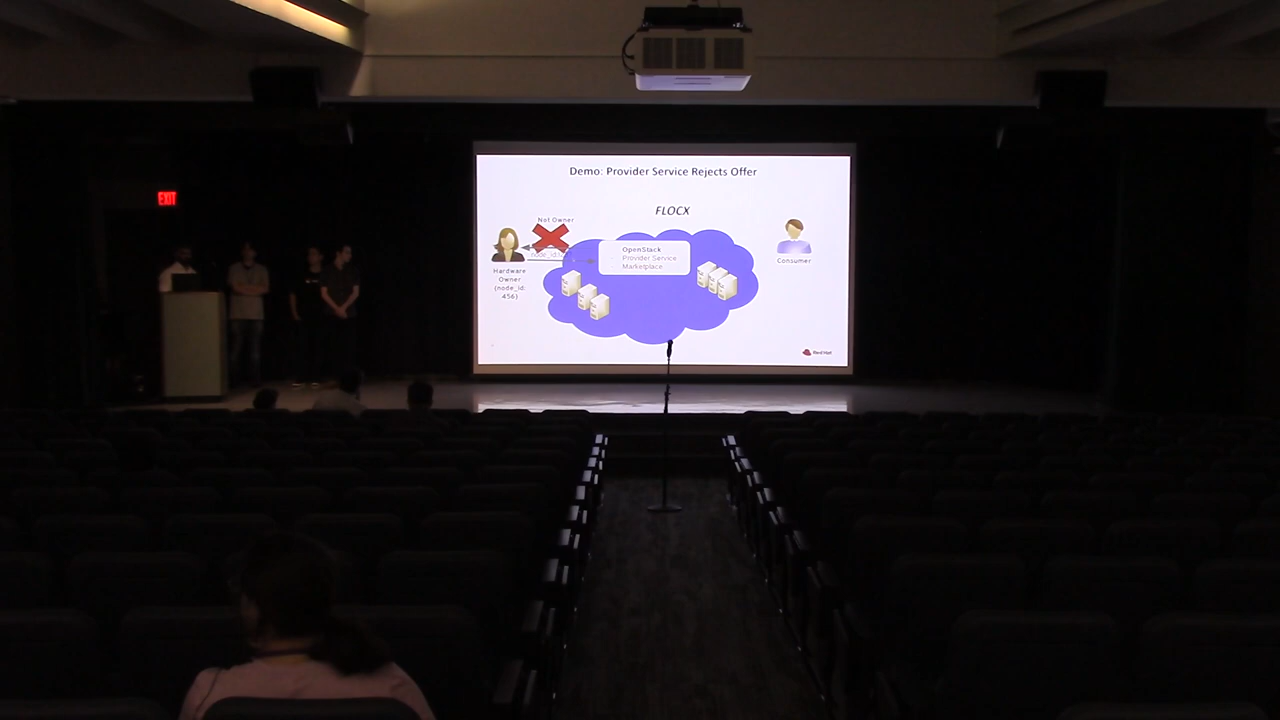 Demo: Provider Service Rejects Offer
FLOCX
Not Owner
EXIT
OpenStack
Provider Service
Marketplace
Consumer
Hardware
Owner
(node_id:
456)
Red Hat